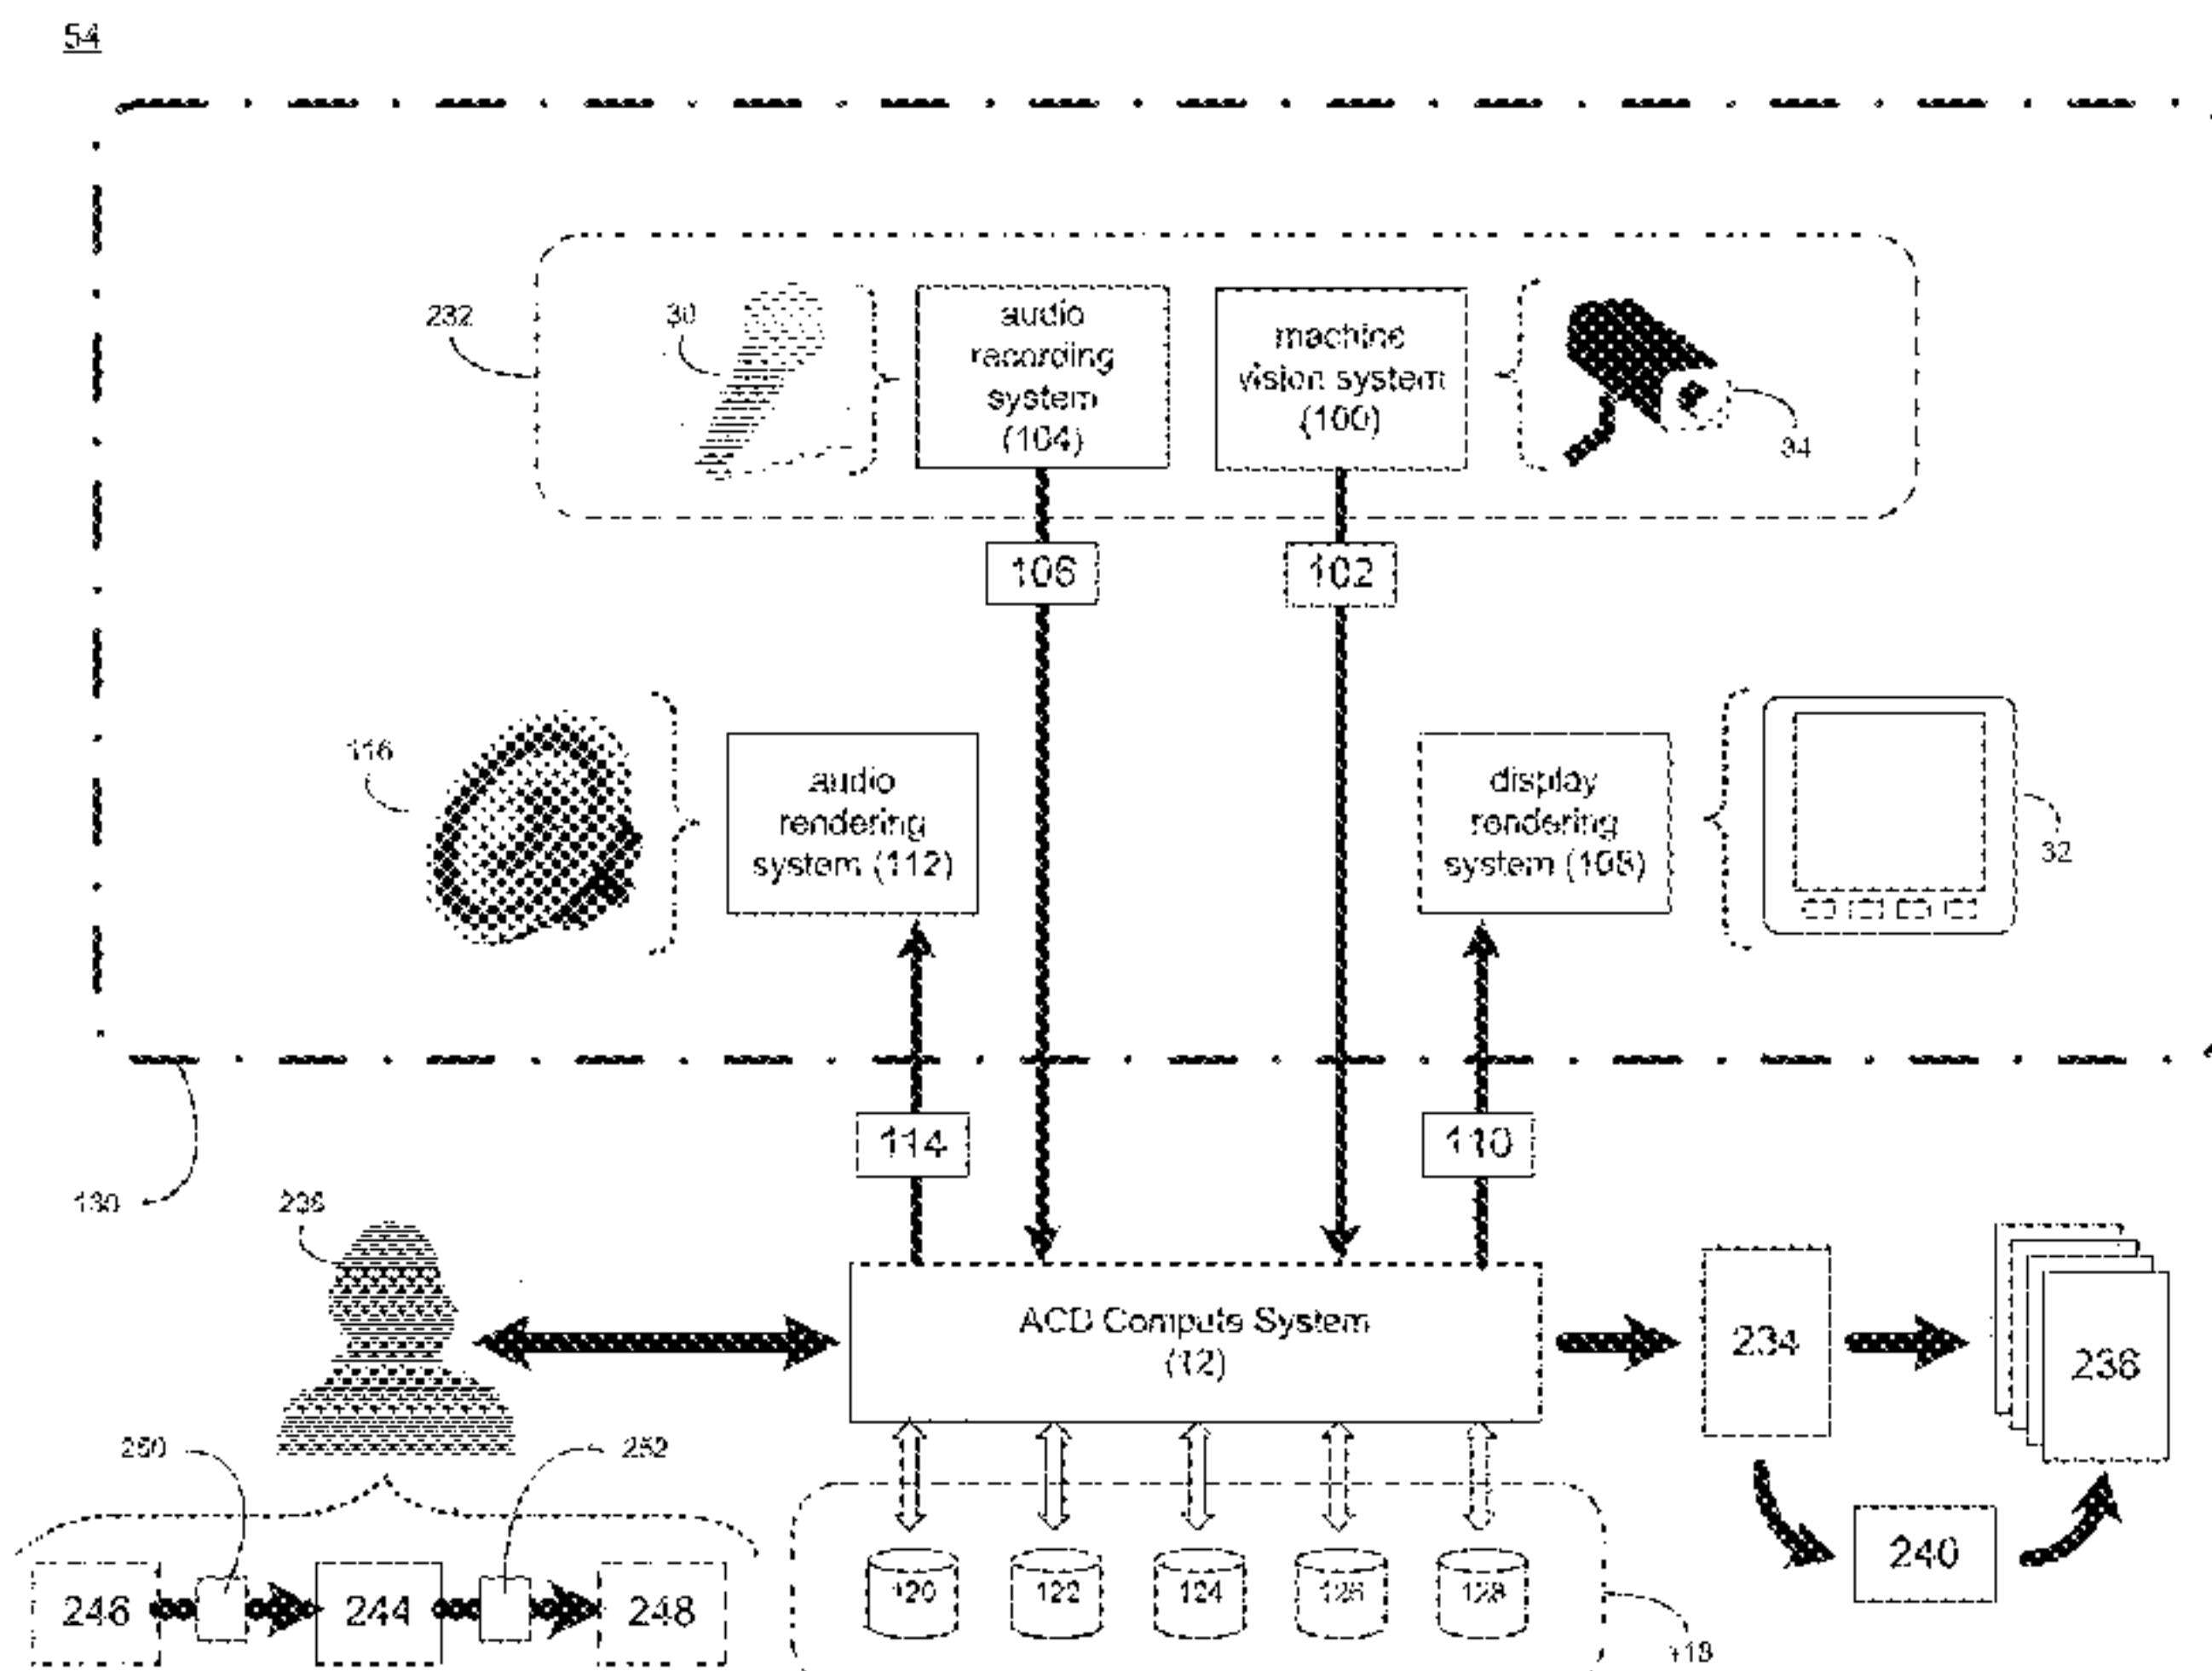 54
232
30
audio
recording
system
(104)
machine
vision system
(100)
34
106
102
116
audio
rendering
system (112)
display
rendering
system (108)
32
114
110
130
238
ACD Compute System
(12)
234
236
250
252
240
246
244
248
120
122
124
126
128
118